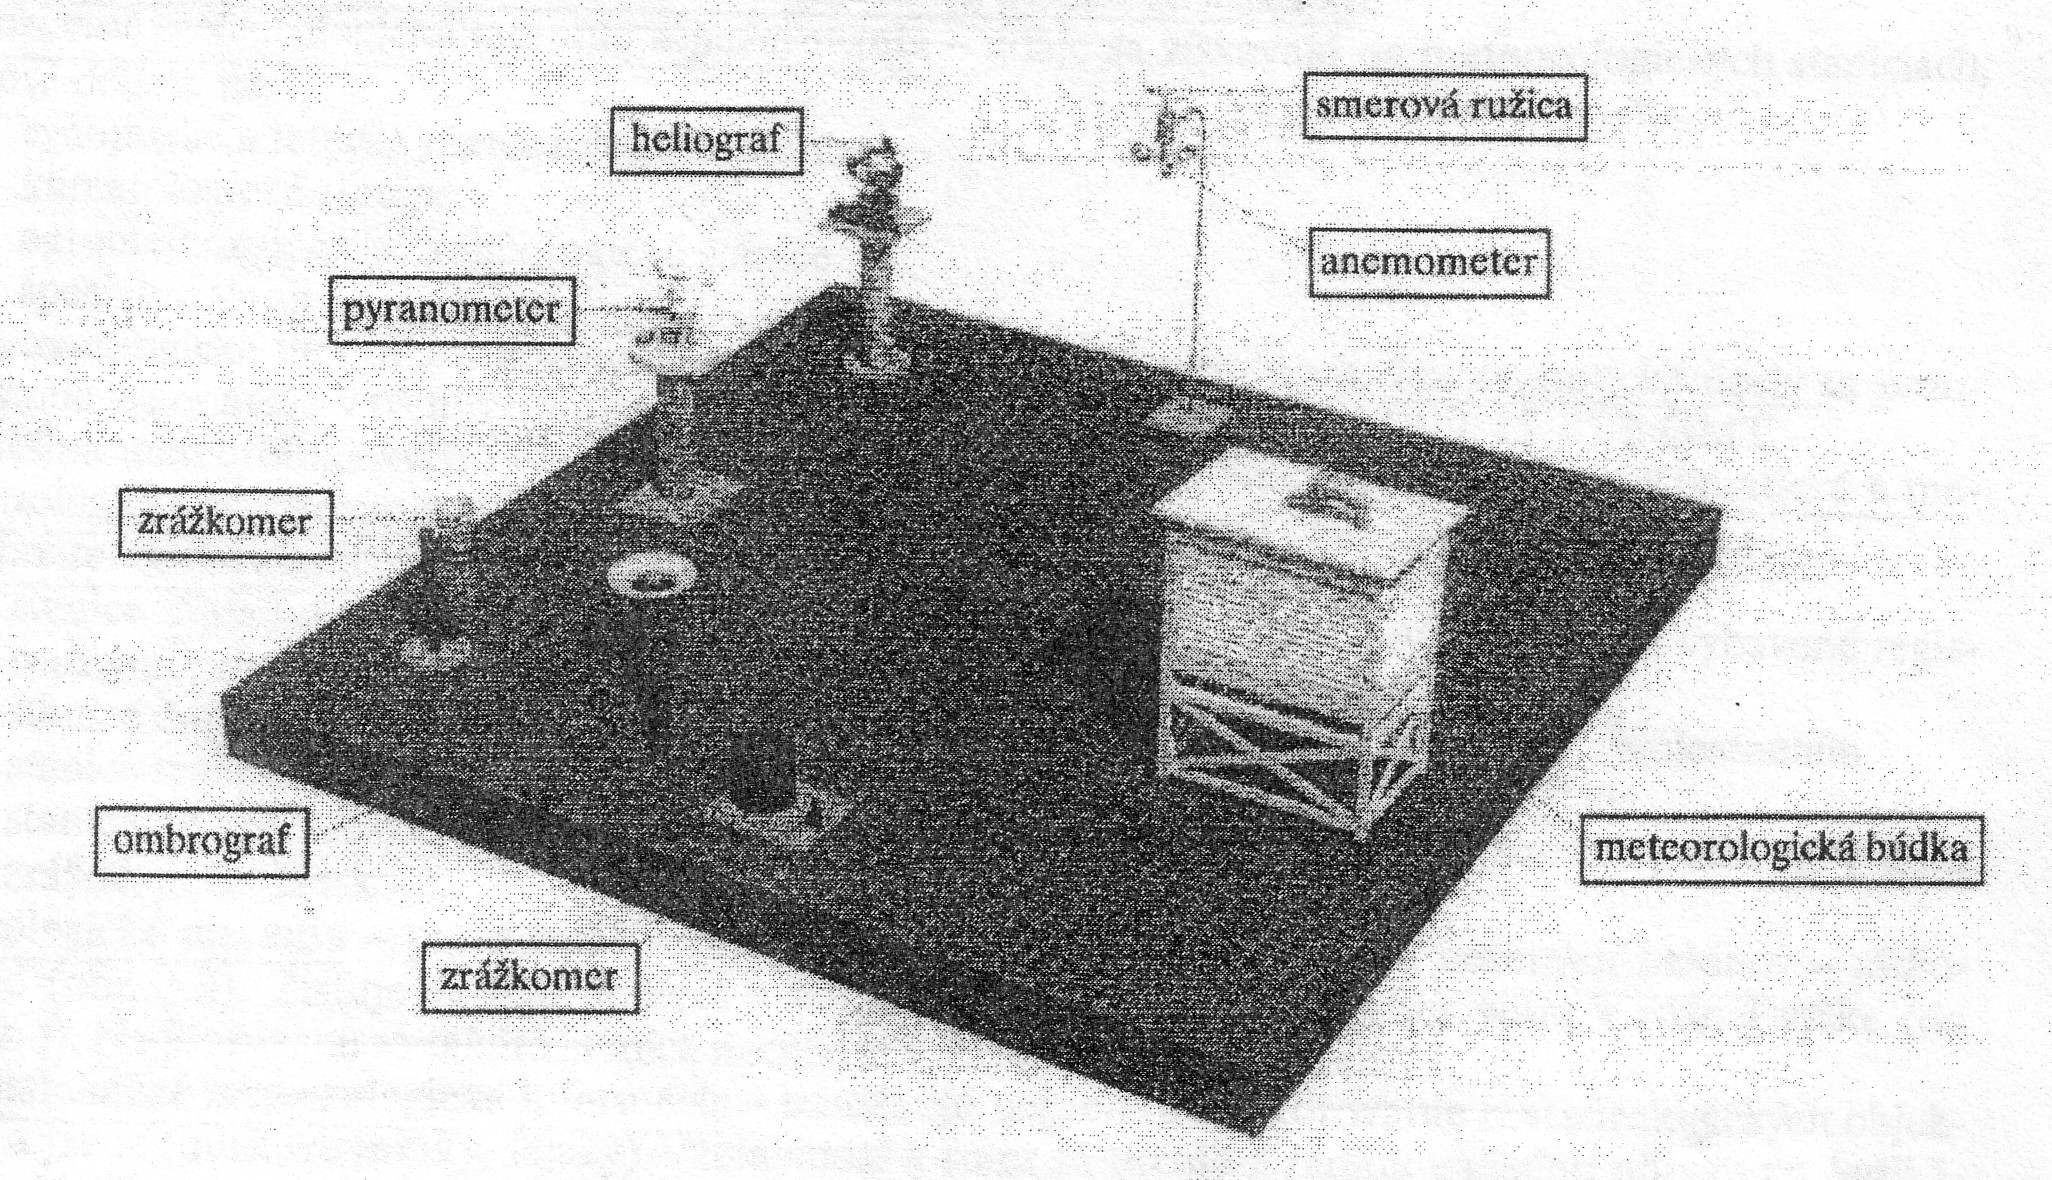 smerová ružica
heliograf
anemometer
pyranometer
zrážkomer
ombrograf
meteorologická búdka
zrážkomer